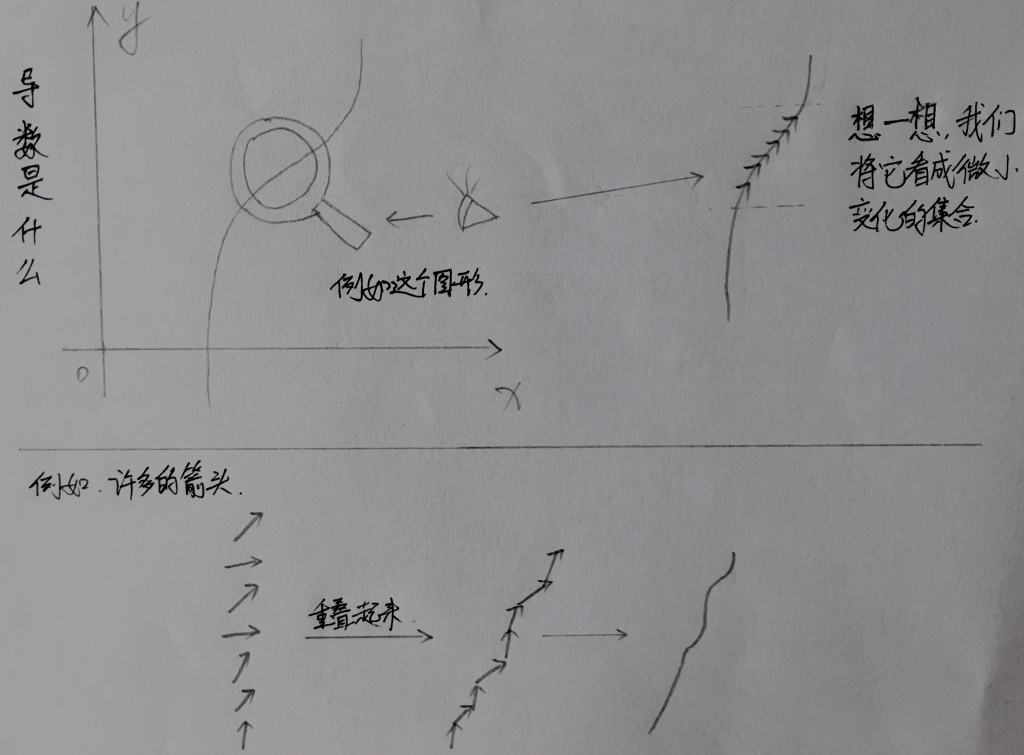 导数是什么
y
想一想,我们
将它看成微小
变化的集合.
例如这个图形.
0
x
例如.许多的箭头.
重叠起来